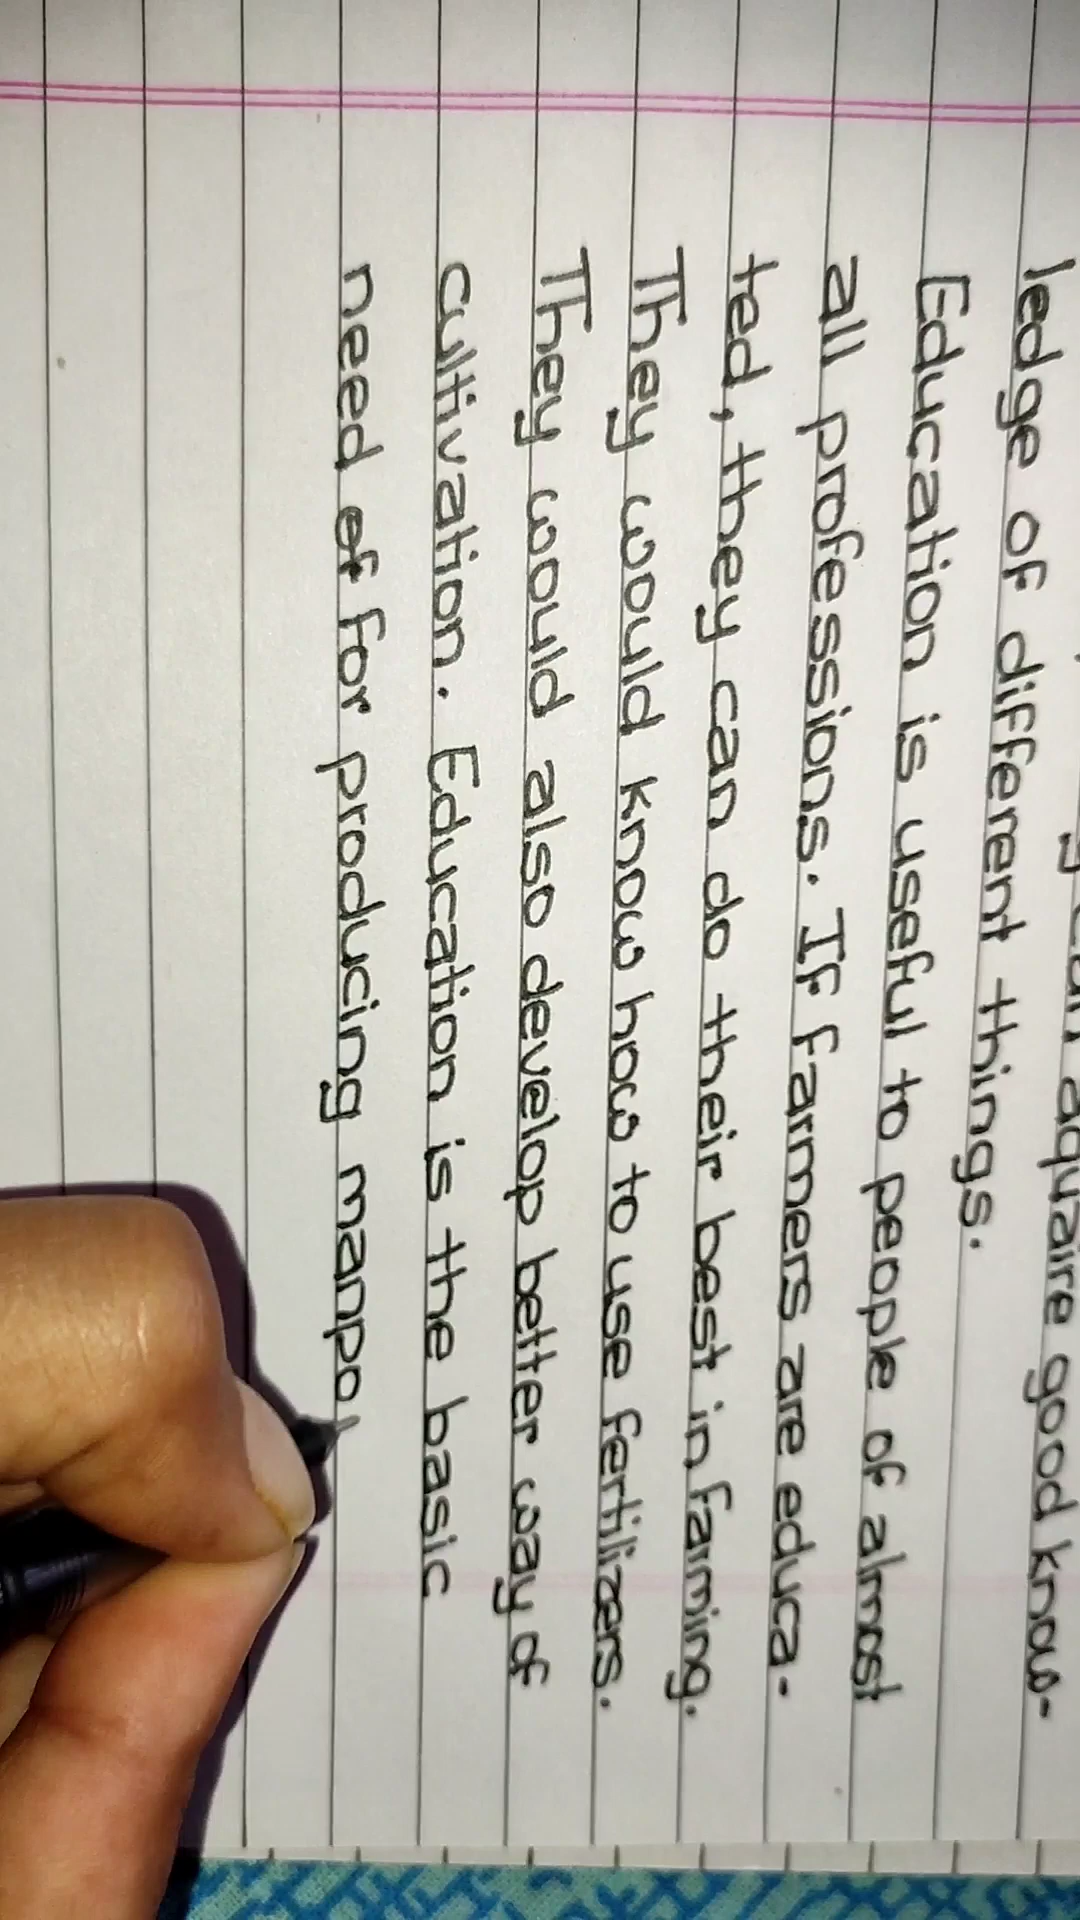 aquaire good know-
ledge of different things.
Education is useful to people of almost
all professions. If farmers are educa-
ted, they can do their best in farming.
They would know how to use fertilizers.
They would also develop better way of
cultivation. Education is the basic
need for producing manpo